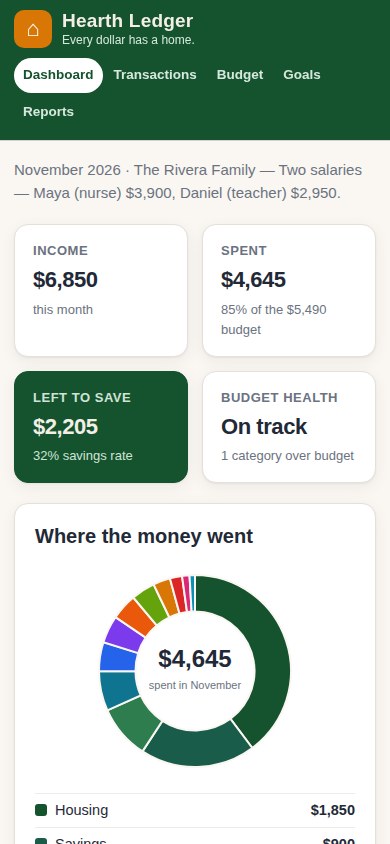 Hearth Ledger
Every dollar has a home.
Dashboard Transactions Budget Goals
Reports
November 2026 · The Rivera Family — Two salaries
— Maya (nurse) $3,900, Daniel (teacher) $2,950.
INCOME
$6,850
this month
SPENT
$4,645
85% of the $5,490
budget
LEFT TO SAVE
$2,205
32% savings rate
BUDGET HEALTH
On track
1 category over budget
Where the money went
$4,645
spent in November
Housing $1,850
Savings $900